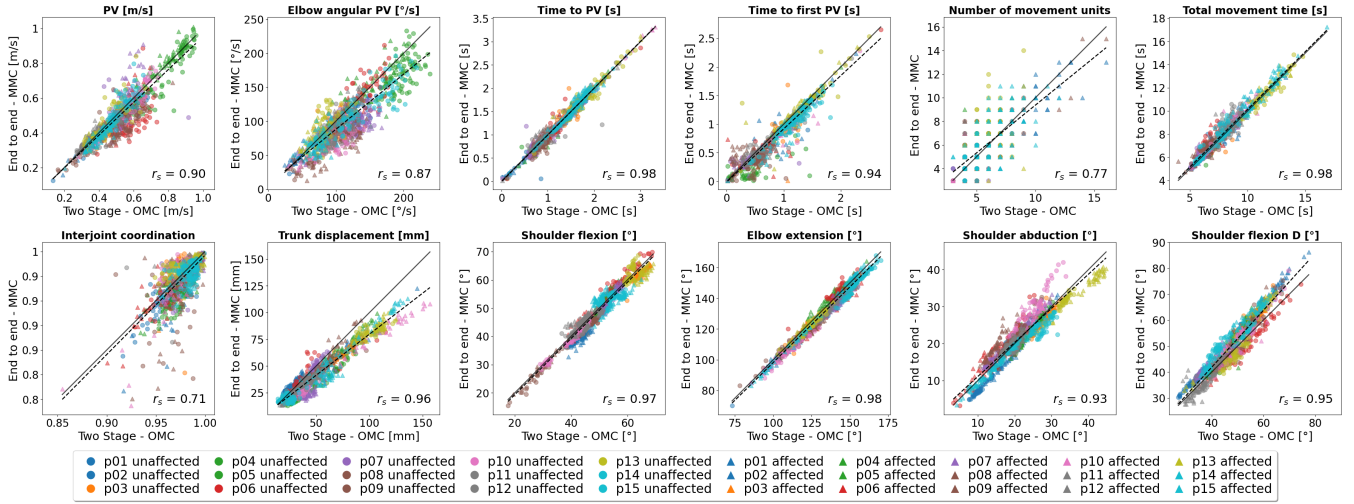 PV [m/s]
End to end - MMC [m/s]
1.0
0.8
0.6
0.4
0.2
0.2 0.4 0.6 0.8 1.0
Two Stage - OMC [m/s]
r_s = 0.90
Elbow angular PV [°/s]
End to end - MMC [°/s]
250
200
150
100
50
0
0 100 200
Two Stage - OMC [°/s]
r_s = 0.87
Time to PV [s]
End to end - MMC [s]
3.5
3.0
2.5
2.0
1.5
1.0
0.5
0.0
0 1 2 3
Two Stage - OMC [s]
r_s = 0.98
Time to first PV [s]
End to end - MMC [s]
2.5
2.0
1.5
1.0
0.5
0.0
0 1 2
Two Stage - OMC [s]
r_s = 0.94
Number of movement units
End to end - MMC
16
14
12
10
8
6
4
5 10 15
Two Stage - OMC
r_s = 0.77
Total movement time [s]
End to end - MMC [s]
18
16
14
12
10
8
6
4
5 10 15
Two Stage - OMC [s]
r_s = 0.98
Interjoint coordination
End to end - MMC
1
0.9
0.9
0.9
0.9
0.8
0.8
0.85 0.90 0.95 1.00
Two Stage - OMC
r_s = 0.71
Trunk displacement [mm]
End to end - MMC [mm]
150
125
100
75
50
25
50 100 150
Two Stage - OMC [mm]
r_s = 0.96
Shoulder flexion [°]
End to end - MMC [°]
70
60
50
40
30
20
20 40 60
Two Stage - OMC [°]
r_s = 0.97
Elbow extension [°]
End to end - MMC [°]
160
140
120
100
80
75 100 125 150 175
Two Stage - OMC [°]
r_s = 0.98
Shoulder abduction [°]
End to end - MMC [°]
40
30
20
10
10 20 30 40
Two Stage - OMC [°]
r_s = 0.93
Shoulder flexion D [°]
End to end - MMC [°]
90
80
70
60
50
40
30
40 60 80
Two Stage - OMC [°]
r_s = 0.95
p01 unaffected p04 unaffected p07 unaffected p10 unaffected p13 unaffected p01 affected p04 affected p07 affected p10 affected p13 affected
p02 unaffected p05 unaffected p08 unaffected p11 unaffected p14 unaffected p02 affected p05 affected p08 affected p11 affected p14 affected
p03 unaffected p06 unaffected p09 unaffected p12 unaffected p15 unaffected p03 affected p06 affected p09 affected p12 affected p15 affected